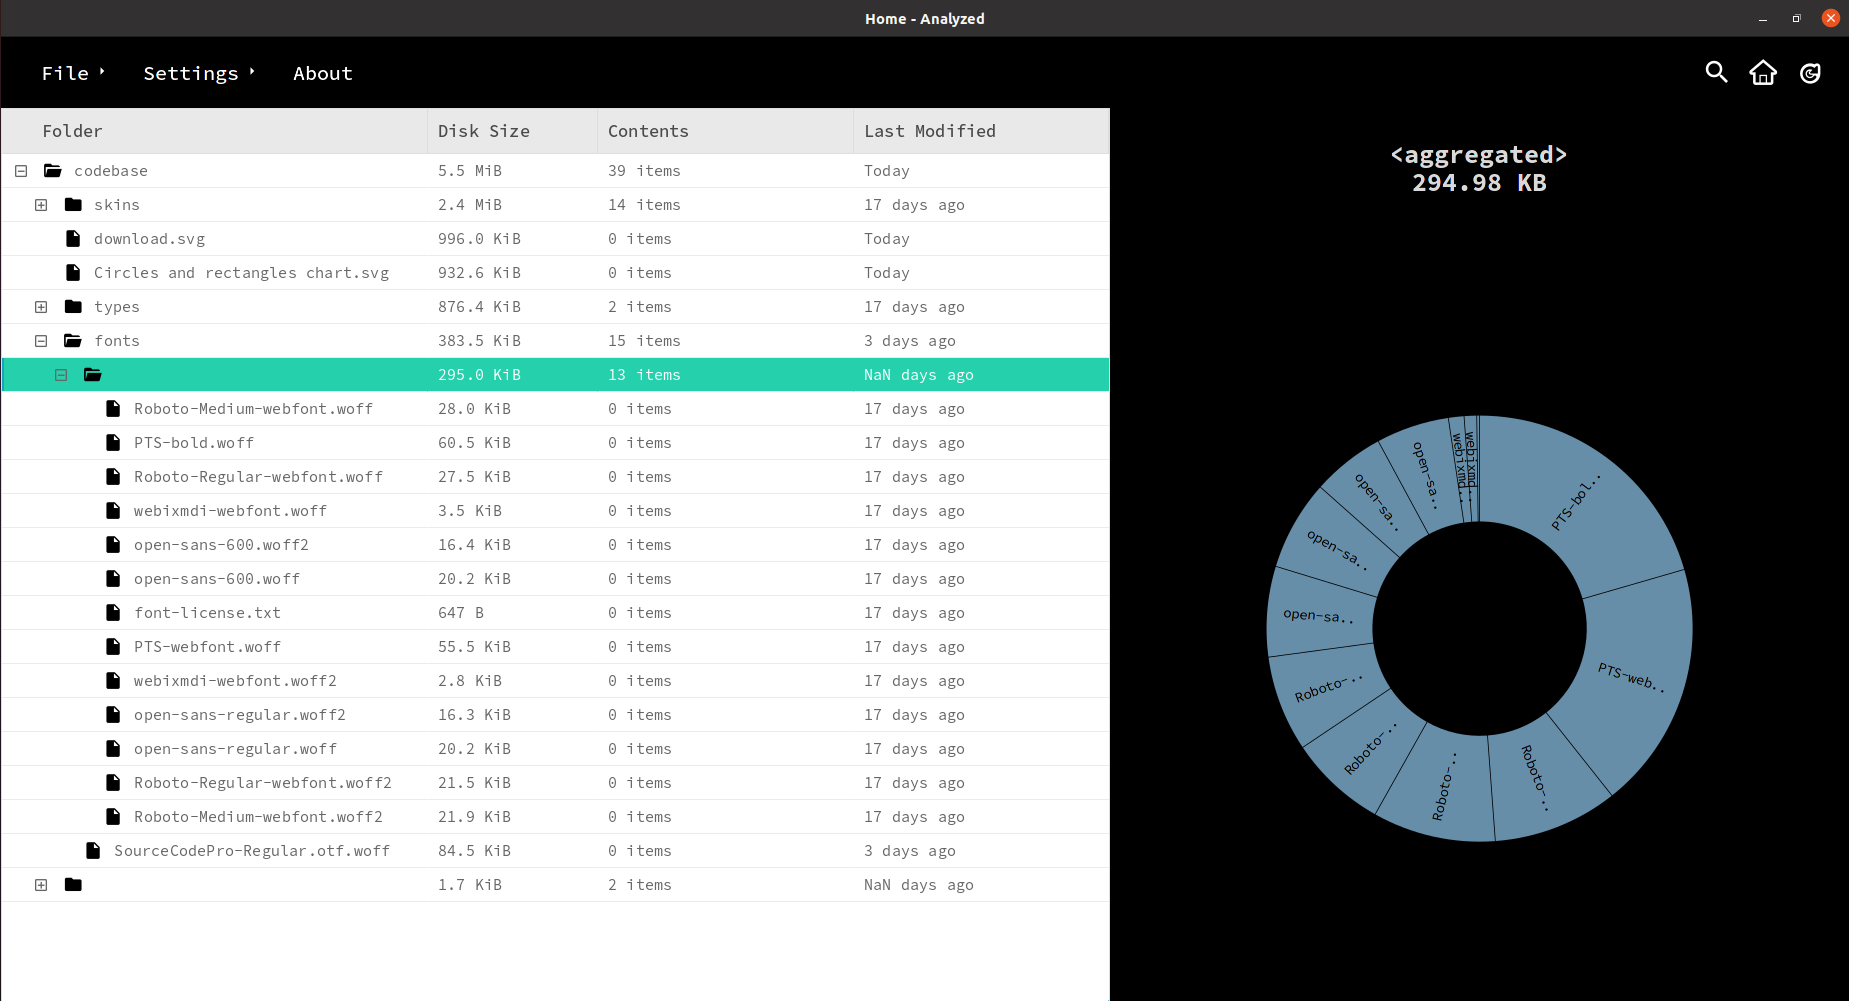 Home - Analyzed
File Settings About
Folder Disk Size Contents Last Modified
codebase 5.5 MiB 39 items Today
skins 2.4 MiB 14 items 17 days ago
download.svg 996.0 KiB 0 items Today
Circles and rectangles chart.svg 932.6 KiB 0 items Today
types 876.4 KiB 2 items 17 days ago
fonts 383.5 KiB 15 items 3 days ago
295.0 KiB 13 items NaN days ago
Roboto-Medium-webfont.woff 28.0 KiB 0 items 17 days ago
PTS-bold.woff 60.5 KiB 0 items 17 days ago
Roboto-Regular-webfont.woff 27.5 KiB 0 items 17 days ago
webixmdi-webfont.woff 3.5 KiB 0 items 17 days ago
open-sans-600.woff2 16.4 KiB 0 items 17 days ago
open-sans-600.woff 20.2 KiB 0 items 17 days ago
font-license.txt 647 B 0 items 17 days ago
PTS-webfont.woff 55.5 KiB 0 items 17 days ago
webixmdi-webfont.woff2 2.8 KiB 0 items 17 days ago
open-sans-regular.woff2 16.3 KiB 0 items 17 days ago
open-sans-regular.woff 20.2 KiB 0 items 17 days ago
Roboto-Regular-webfont.woff2 21.5 KiB 0 items 17 days ago
Roboto-Medium-webfont.woff2 21.9 KiB 0 items 17 days ago
SourceCodePro-Regular.otf.woff 84.5 KiB 0 items 3 days ago
1.7 KiB 2 items NaN days ago
<aggregated>
294.98 KB
PTS-bol..
PTS-web..
Roboto-..
Roboto-..
Roboto-..
Roboto-..
open-sa..
open-sa..
open-sa..
open-sa..
webixmd..
webixmd..